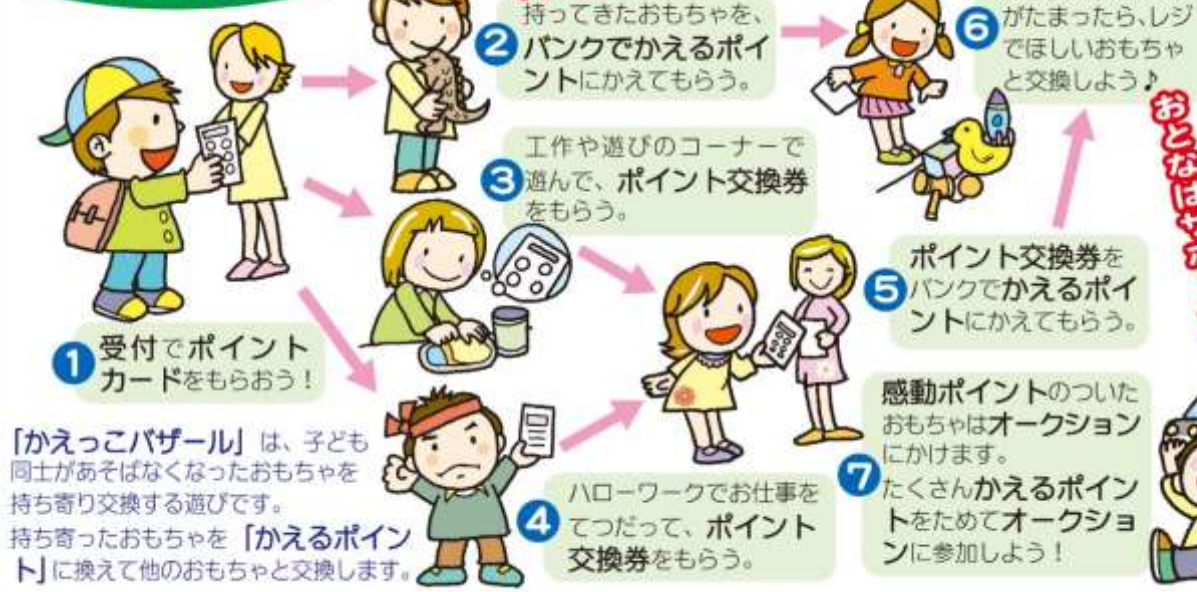 受付でポイント
カードをもらおう!
持ってきたおもちゃを、
バンクでかえるポイ
ントにかえてもらう。
工作や遊びのコーナーで
遊んで、ポイント交換券
をもらう。
ハローワークでお仕事を
てつだって、ポイント
交換券をもらう。
ポイント交換券を
バンクでかえるポイ
ントにかえてもらう。
がたまったら、レジ
でほしいおもちゃ
と交換しよう♪
感動ポイントのついた
おもちゃはオークション
にかけます。
たくさんかえるポイン
トをためてオークショ
ンに参加しよう!
「かえっこバザール」は、子ども
同士があそばなくなったおもちゃを
持ち寄り交換する遊びです。
持ち寄ったおもちゃを「かえるポイン
ト」に換えて他のおもちゃと交換します。
1
2
3
4
5
6
7